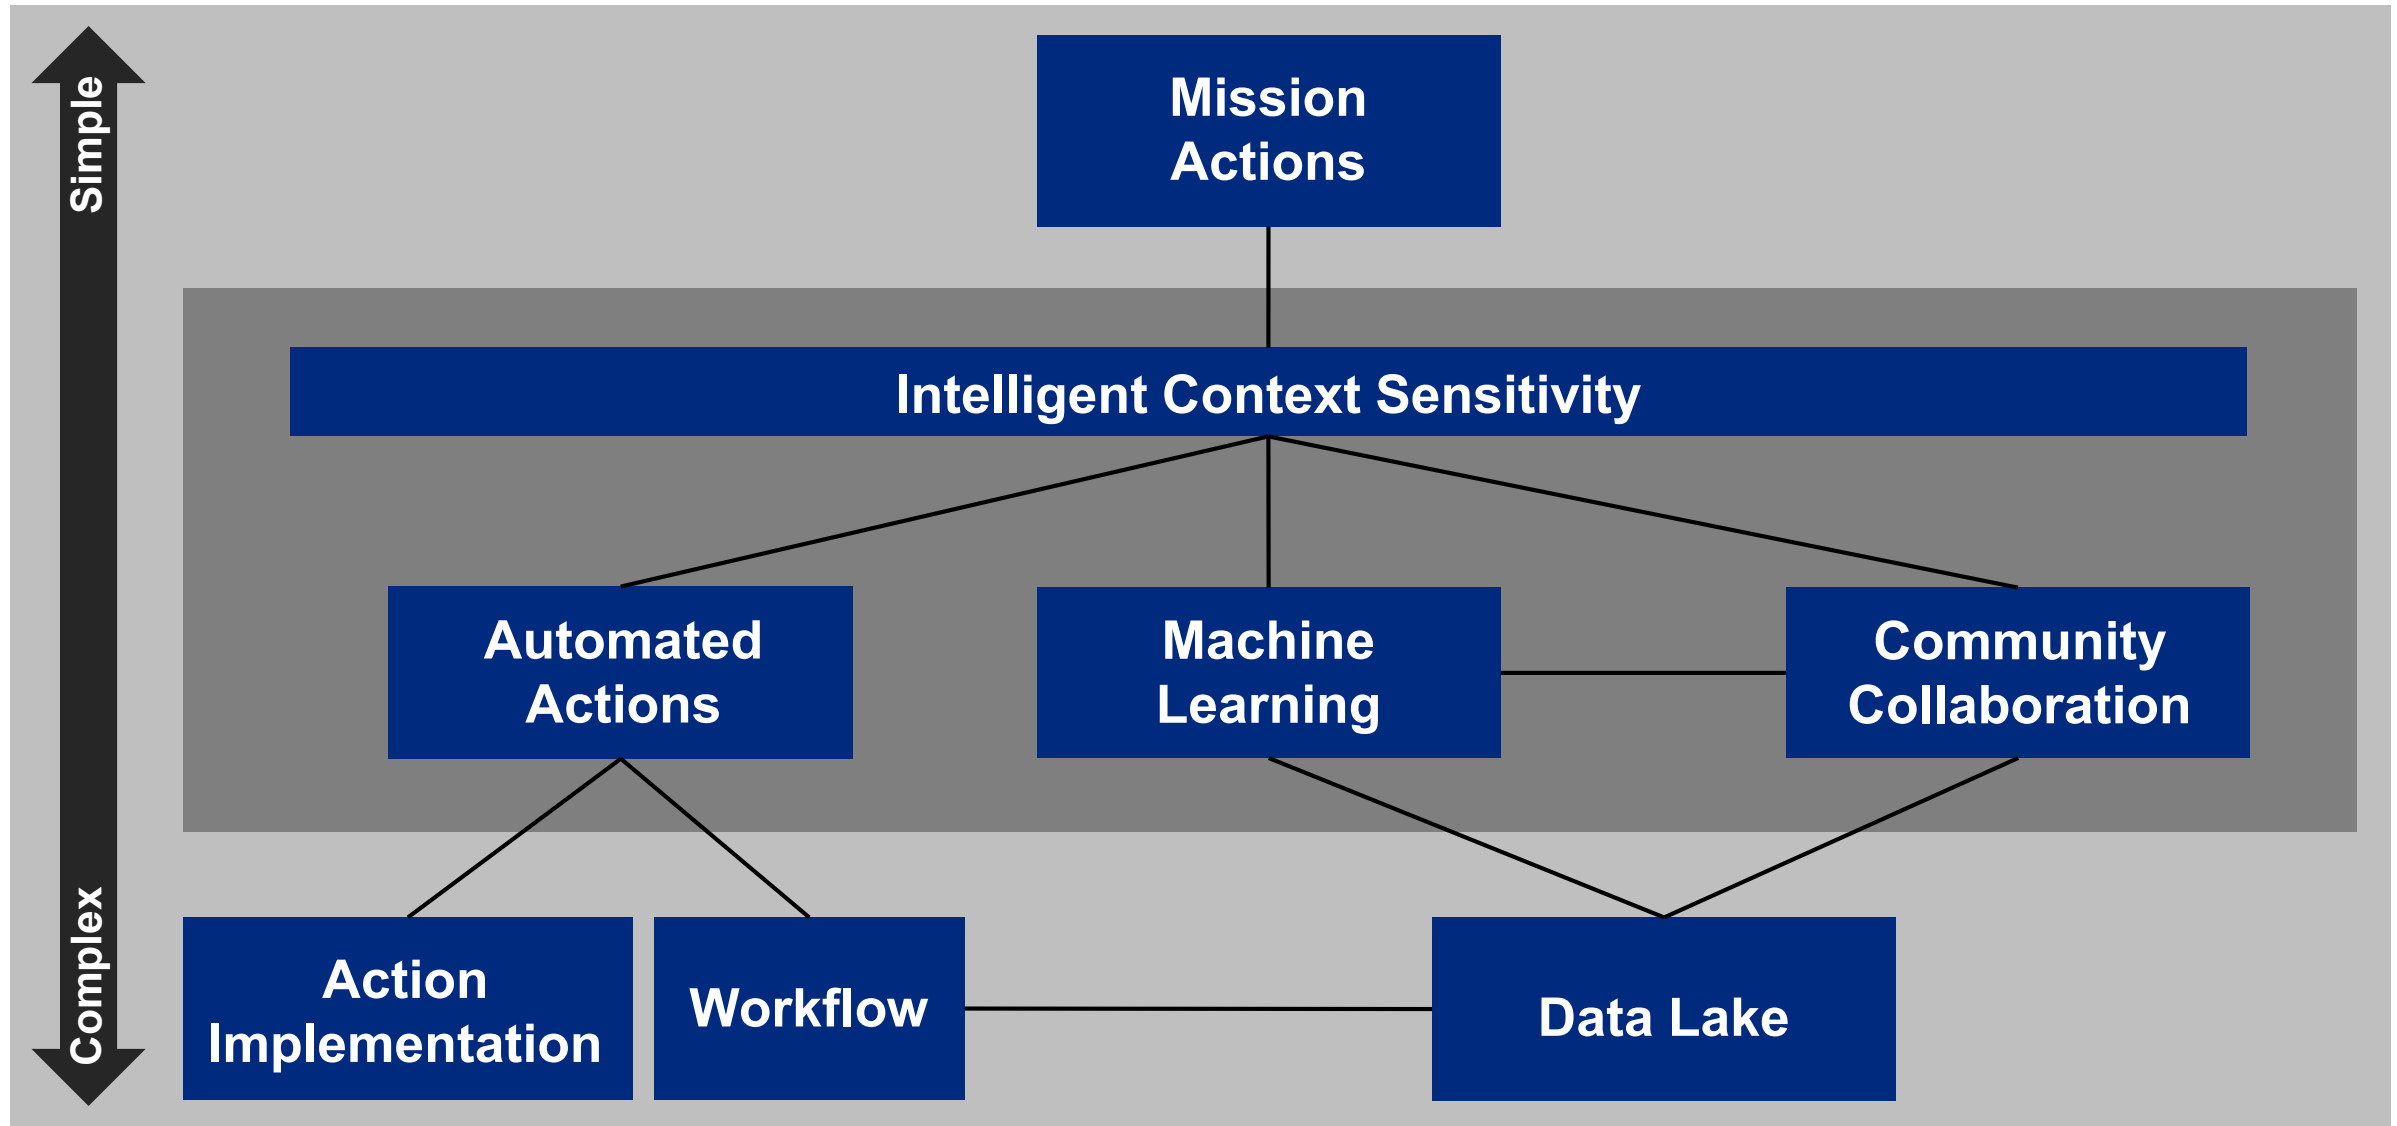 Simple
Mission
Actions
Intelligent Context Sensitivity
Automated
Actions
Machine
Learning
Community
Collaboration
Complex
Action
Implementation
Workflow
Data Lake